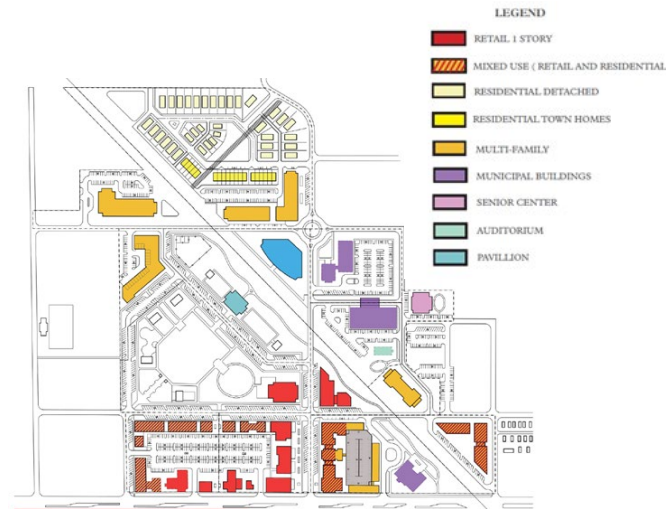 LEGEND
RETAIL 1 STORY
MIXED USE ( RETAIL AND RESIDENTIAL
RESIDENTIAL DETACHED
RESIDENTIAL TOWN HOMES
MULTI-FAMILY
MUNICIPAL BUILDINGS
SENIOR CENTER
AUDITORIUM
PAVILLION